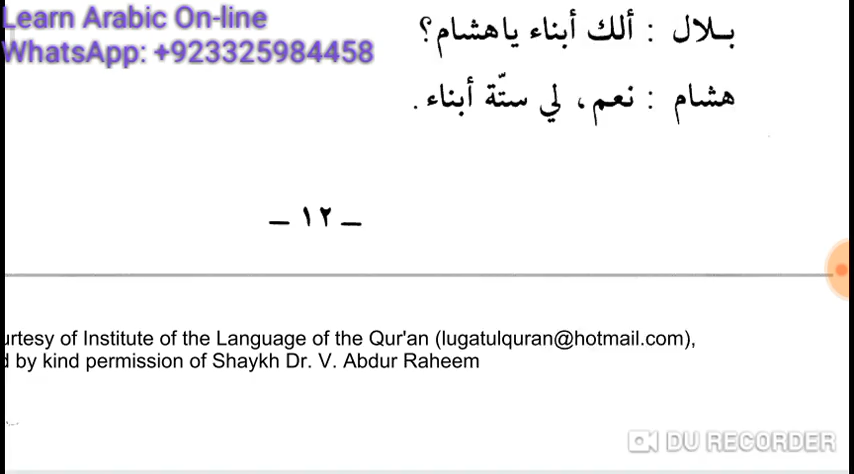 Learn Arabic On-line
WhatsApp: +923325984458
بـلال : ألك أبناء ياهشام؟
هشام : نعم، لي ستّة أبناء.
– ١٢ –
urtesy of Institute of the Language of the Qur'an (lugatulquran@hotmail.com),
d by kind permission of Shaykh Dr. V. Abdur Raheem
DU RECORDER